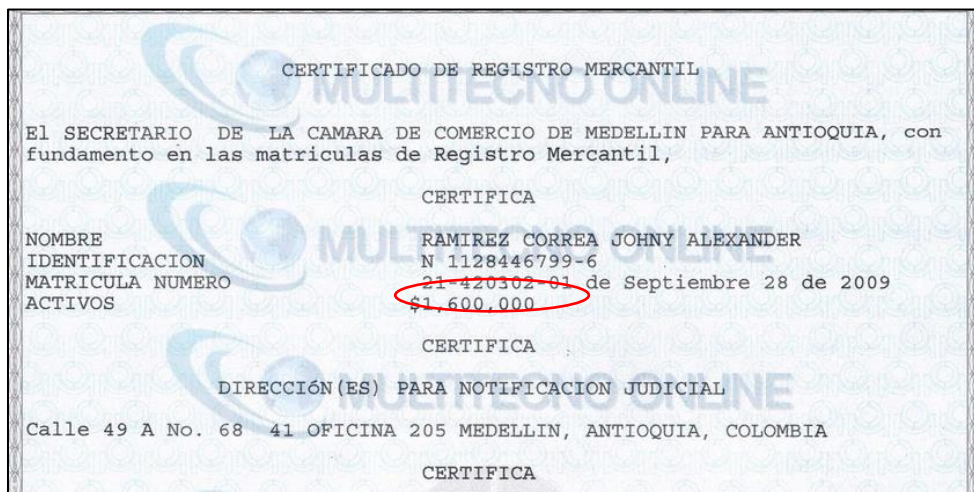 CERTIFICADO DE REGISTRO MERCANTIL
MULTITECNO ONLINE
El SECRETARIO DE LA CAMARA DE COMERCIO DE MEDELLIN PARA ANTIOQUIA, con
fundamento en las matriculas de Registro Mercantil,
CERTIFICA
MULTITECNO ONLINE
NOMBRE RAMIREZ CORREA JOHNY ALEXANDER
IDENTIFICACION N 1128446799-6
MATRICULA NUMERO 21-420302-01 de Septiembre 28 de 2009
ACTIVOS $1,600,000
CERTIFICA
DIRECCIóN(ES) PARA NOTIFICACION JUDICIAL
MULTITECNO ONLINE
Calle 49 A No. 68 41 OFICINA 205 MEDELLIN, ANTIOQUIA, COLOMBIA
CERTIFICA